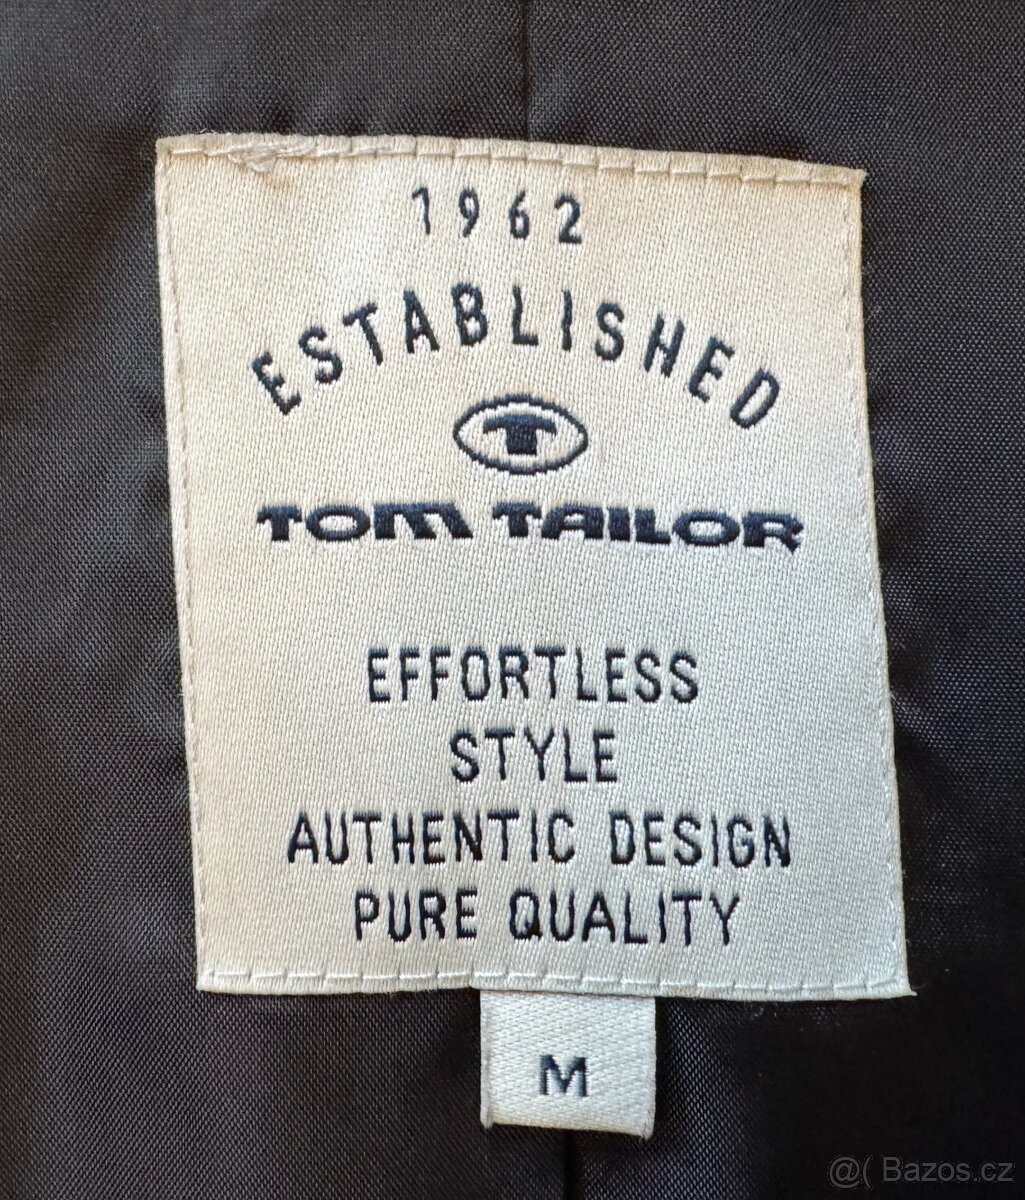 1962
ESTABLISHED
T
TOM TAILOR
EFFORTLESS
STYLE
AUTHENTIC DESIGN
PURE QUALITY
M
@( Bazos.cz